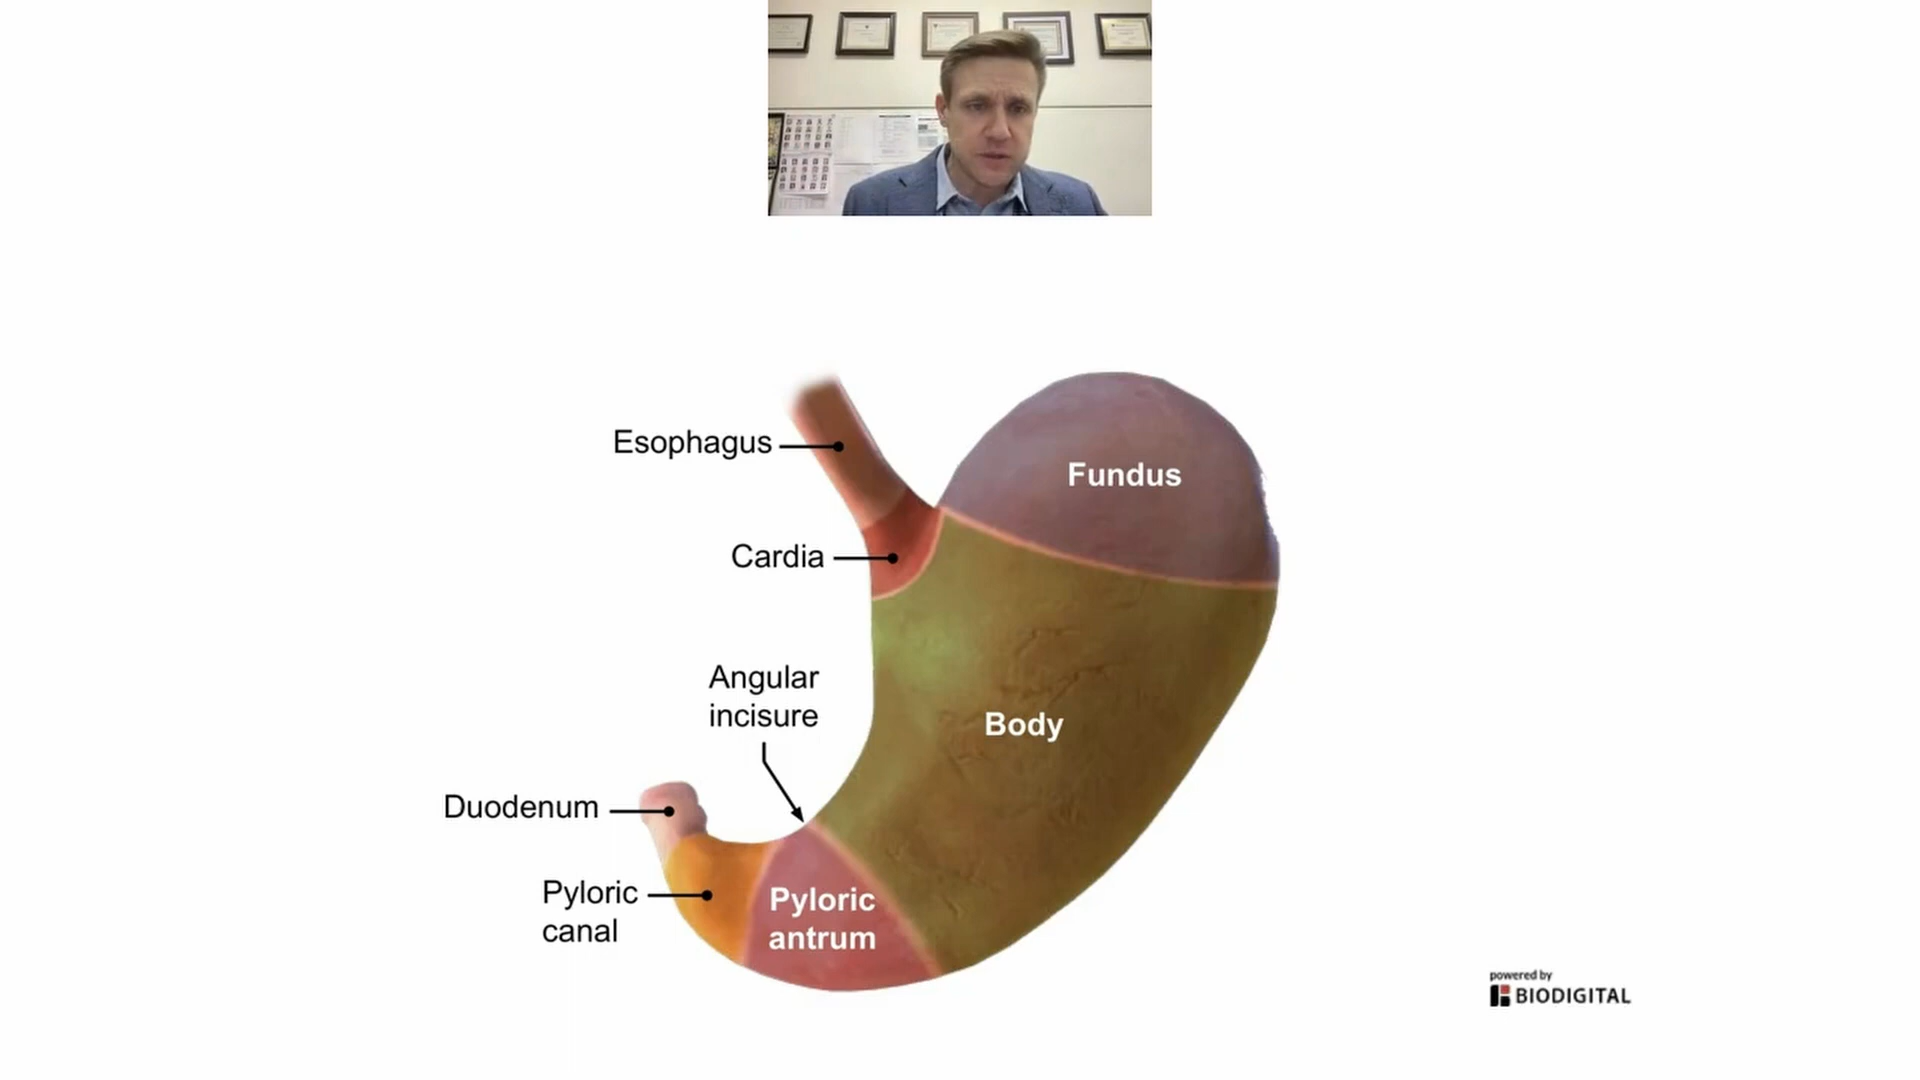 Esophagus
Fundus
Cardia
Angular
incisure
Body
Duodenum
Pyloric
canal
Pyloric
antrum
powered by
BIODIGITAL